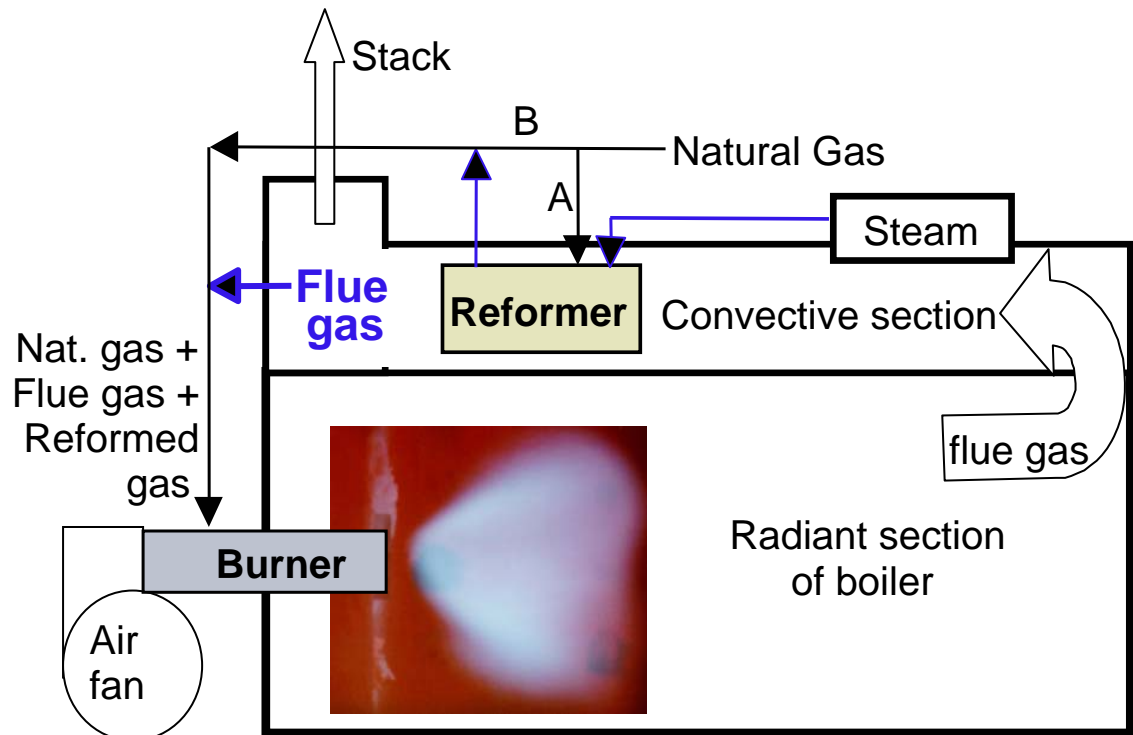 Stack
B
Natural Gas
A
Steam
Flue
gas
Reformer
Convective section
Nat. gas +
Flue gas +
Reformed
gas
flue gas
Radiant section
of boiler
Burner
Air
fan